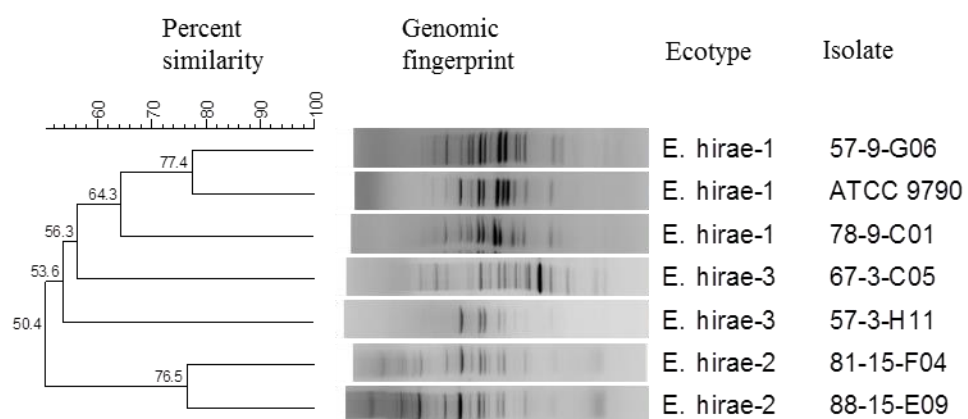 Percent
similarity
Genomic
fingerprint
Ecotype
Isolate
60
70
80
90
100
77.4
64.3
56.3
53.6
50.4
76.5
E. hirae-1 57-9-G06
E. hirae-1 ATCC 9790
E. hirae-1 78-9-C01
E. hirae-3 67-3-C05
E. hirae-3 57-3-H11
E. hirae-2 81-15-F04
E. hirae-2 88-15-E09